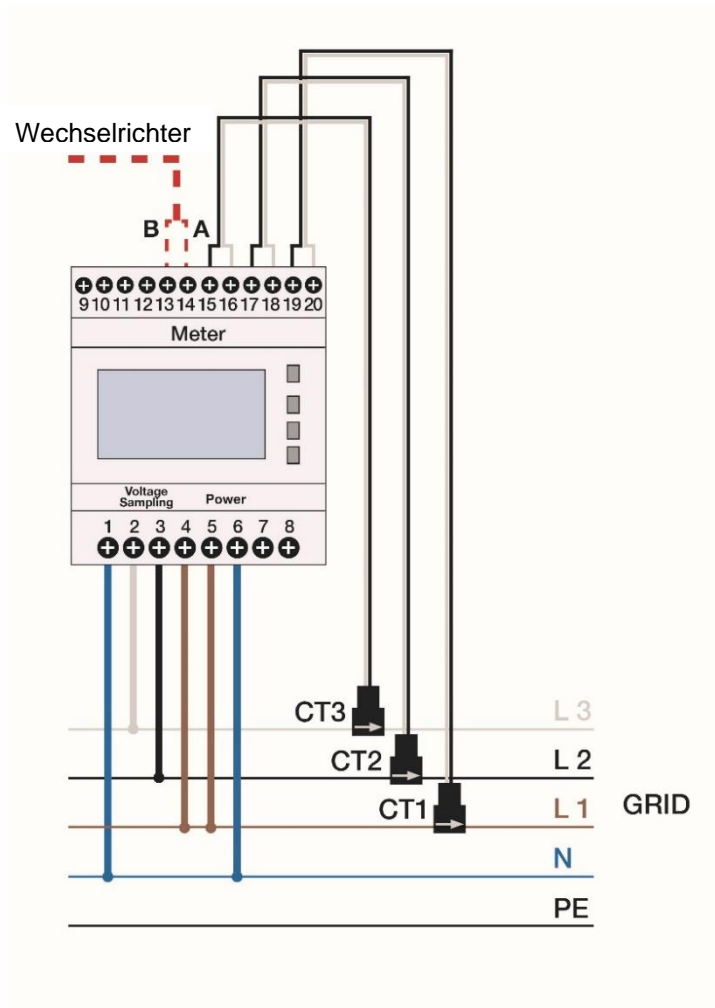 Wechselrichter
B A
9 10 11 12 13 14 15 16 17 18 19 20
Meter
Voltage
Sampling
Power
1 2 3 4 5 6 7 8
CT3
L 3
CT2
L 2
CT1
L 1
GRID
N
PE